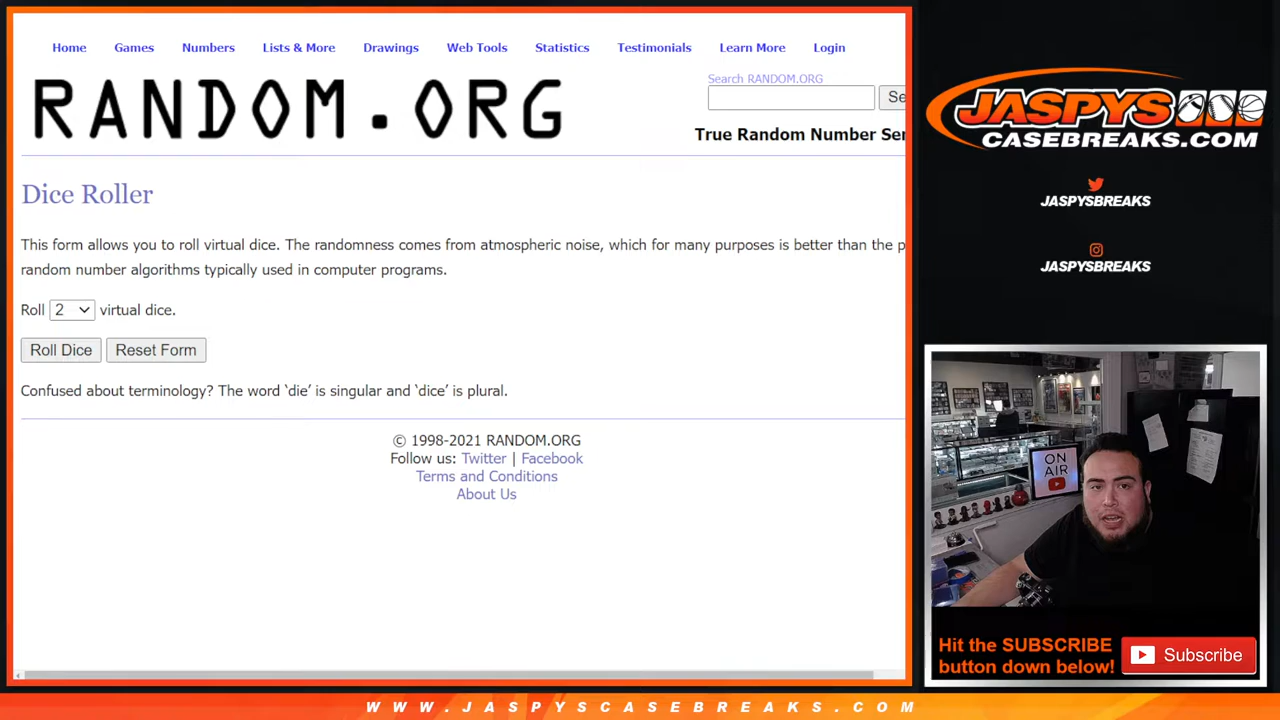 Home Games Numbers Lists & More Drawings Web Tools Statistics Testimonials Learn More Login
RANDOM.ORG
Search RANDOM.ORG
Se
True Random Number Ser
Dice Roller
This form allows you to roll virtual dice. The randomness comes from atmospheric noise, which for many purposes is better than the p
random number algorithms typically used in computer programs.
Roll 2 virtual dice.
Roll Dice Reset Form
Confused about terminology? The word ‘die’ is singular and ‘dice’ is plural.
© 1998-2021 RANDOM.ORG
Follow us: Twitter | Facebook
Terms and Conditions
About Us
JASPYS
CASEBREAKS.COM
JASPYSBREAKS
JASPYSBREAKS
ON
AIR
Hit the SUBSCRIBE
button down below!
Subscribe
WWW.JASPYSCASEBREAKS.COM